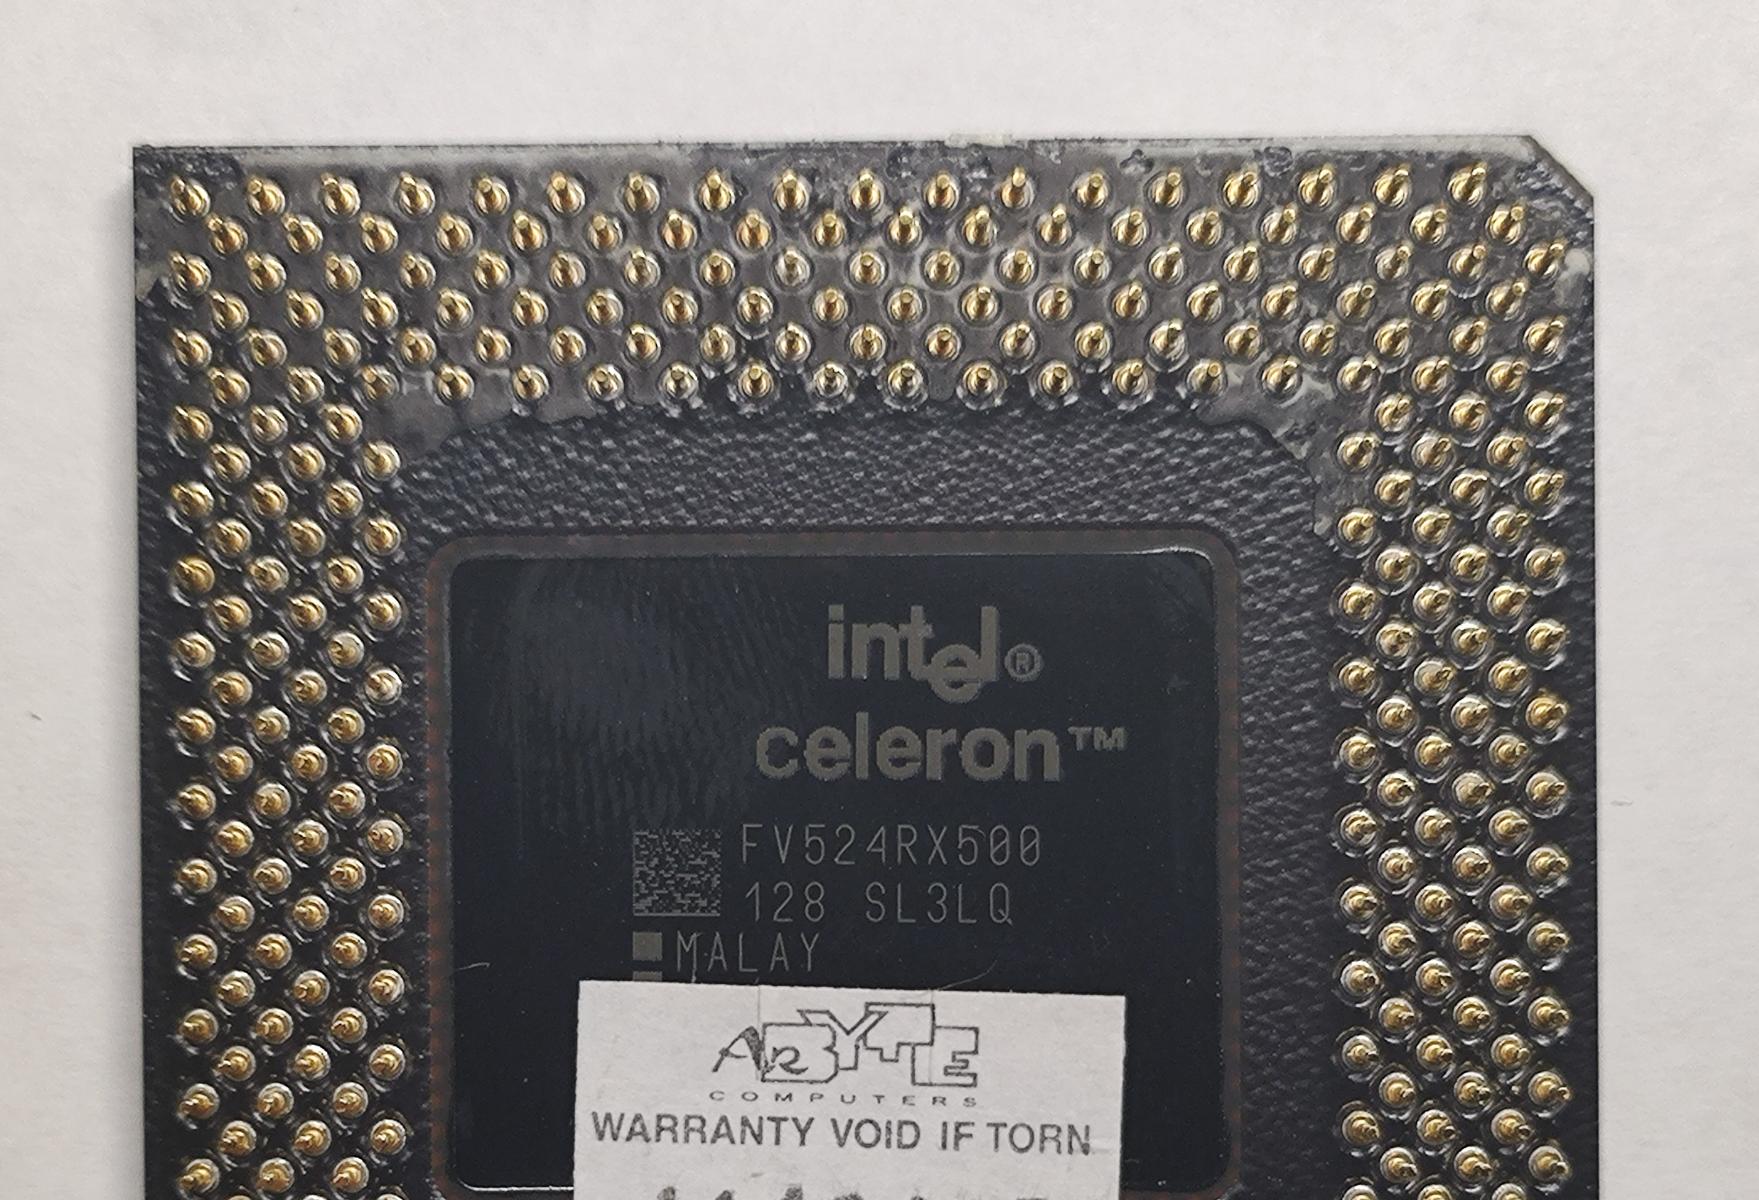 intel®
celeron™
FV524RX500
128 SL3LQ
MALAY
ARBYTE
COMPUTERS
WARRANTY VOID IF TORN